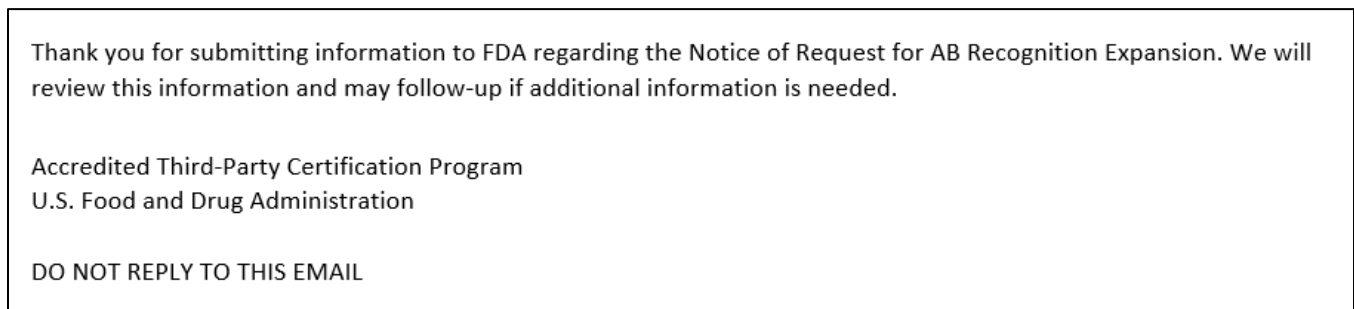 Thank you for submitting information to FDA regarding the Notice of Request for AB Recognition Expansion. We will
review this information and may follow-up if additional information is needed.
Accredited Third-Party Certification Program
U.S. Food and Drug Administration
DO NOT REPLY TO THIS EMAIL